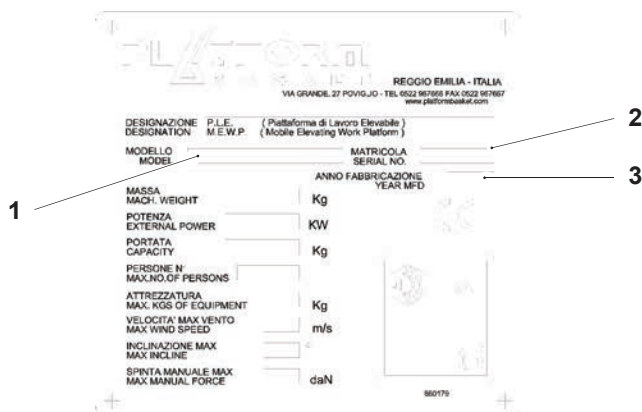 PLATFORM
BASKET
REGGIO EMILIA - ITALIA
VIA GRANDE, 27 POVIGLIO - TEL 0522 967666 FAX 0522 967667
www.platformbasket.com
DESIGNAZIONE P.L.E. ( Piattaforma di Lavoro Elevabile )
DESIGNATION M.E.W.P. ( Mobile Elevating Work Platform )
MODELLO MATRICOLA 2
MODEL SERIAL NO.
1 ANNO FABBRICAZIONE 3
YEAR MFD
MASSA
MACH. WEIGHT Kg
POTENZA
EXTERNAL POWER KW
PORTATA
CAPACITY Kg
PERSONE N°
MAX.NO.OF PERSONS
ATTREZZATURA
MAX. KGS OF EQUIPMENT Kg
VELOCITA' MAX VENTO
MAX WIND SPEED m/s
INCLINAZIONE MAX °
MAX INCLINE
SPINTA MANUALE MAX
MAX MANUAL FORCE daN
660179